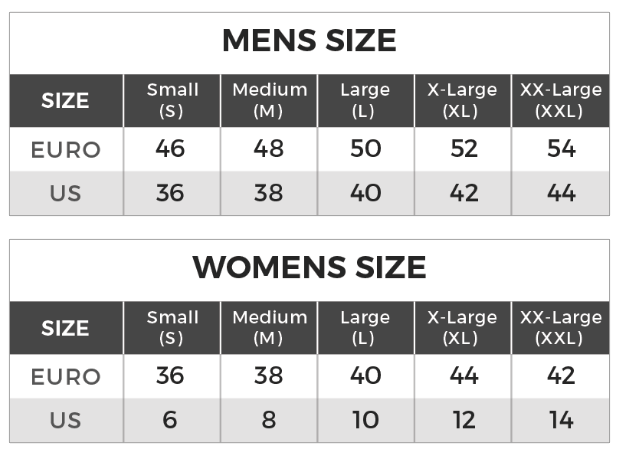 MENS SIZE
SIZE Small (S) Medium (M) Large (L) X-Large (XL) XX-Large (XXL)
EURO 46 48 50 52 54
US 36 38 40 42 44
WOMENS SIZE
SIZE Small (S) Medium (M) Large (L) X-Large (XL) XX-Large (XXL)
EURO 36 38 40 44 42
US 6 8 10 12 14